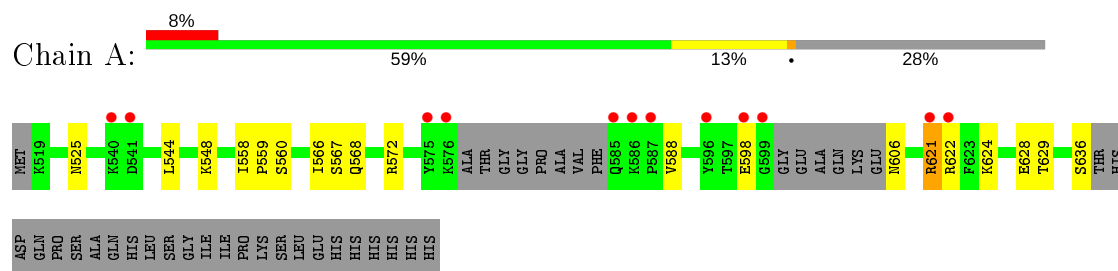 8%
Chain A:
59% 13% • 28%
MET K519 N525 K540 D541 L544 K548 I558 P559 S560 I566 S567 Q568 R572 Y575 K576 ALA THR GLY GLY PRO ALA VAL PHE Q585 K586 P587 V588 Y596 T597 E598 G599 GLY GLU ALA GLN LYS GLU N606 R621 R622 F623 K624 E628 T629 S636 THR HIS
ASP GLN PRO SER ALA GLN HIS LEU SER GLY ILE ILE PRO LYS SER LEU GLU HIS HIS HIS HIS HIS HIS